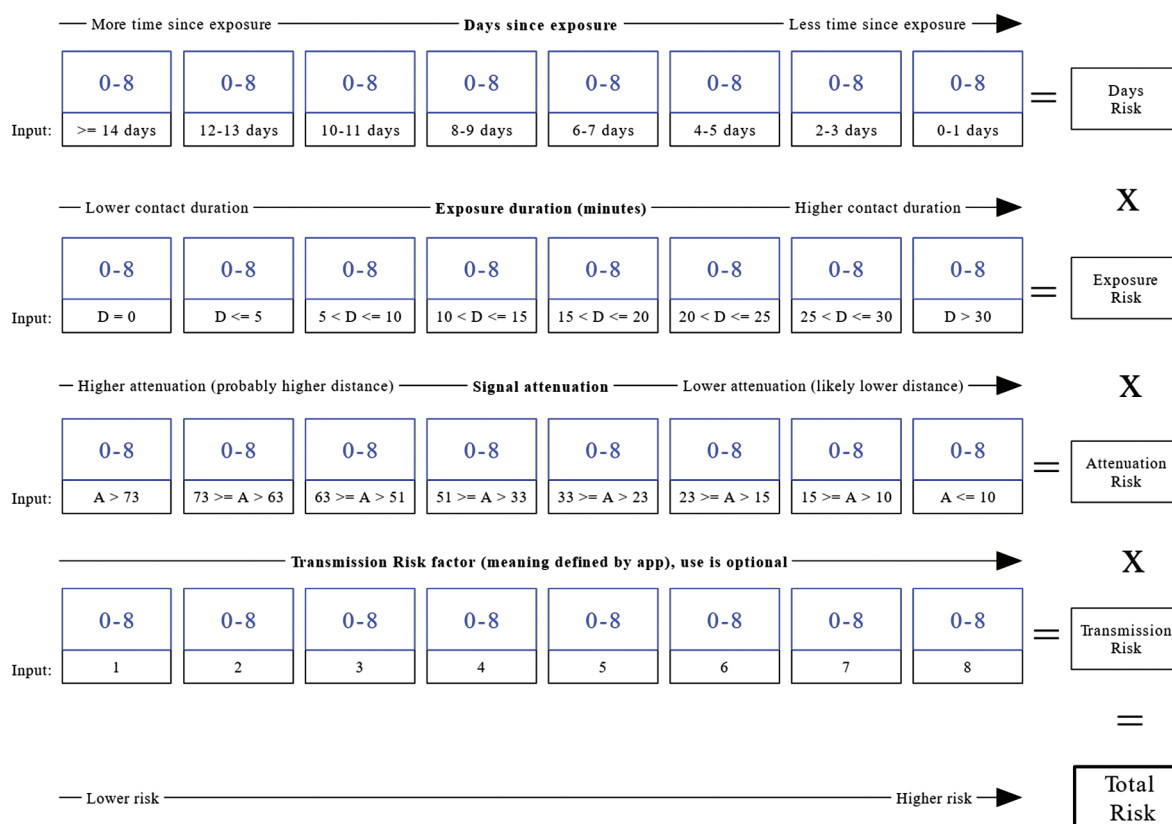 More time since exposure Days since exposure Less time since exposure
0-8 0-8 0-8 0-8 0-8 0-8 0-8 0-8
=
Days
Risk
Input: >= 14 days 12-13 days 10-11 days 8-9 days 6-7 days 4-5 days 2-3 days 0-1 days
X
Lower contact duration Exposure duration (minutes) Higher contact duration
0-8 0-8 0-8 0-8 0-8 0-8 0-8 0-8
=
Exposure
Risk
Input: D = 0 D <= 5 5 < D <= 10 10 < D <= 15 15 < D <= 20 20 < D <= 25 25 < D <= 30 D > 30
X
Higher attenuation (probably higher distance) Signal attenuation Lower attenuation (likely lower distance)
0-8 0-8 0-8 0-8 0-8 0-8 0-8 0-8
=
Attenuation
Risk
Input: A > 73 73 >= A > 63 63 >= A > 51 51 >= A > 33 33 >= A > 23 23 >= A > 15 15 >= A > 10 A <= 10
X
Transmission Risk factor (meaning defined by app), use is optional
0-8 0-8 0-8 0-8 0-8 0-8 0-8 0-8
=
Transmission
Risk
Input: 1 2 3 4 5 6 7 8
=
Lower risk Higher risk
Total
Risk